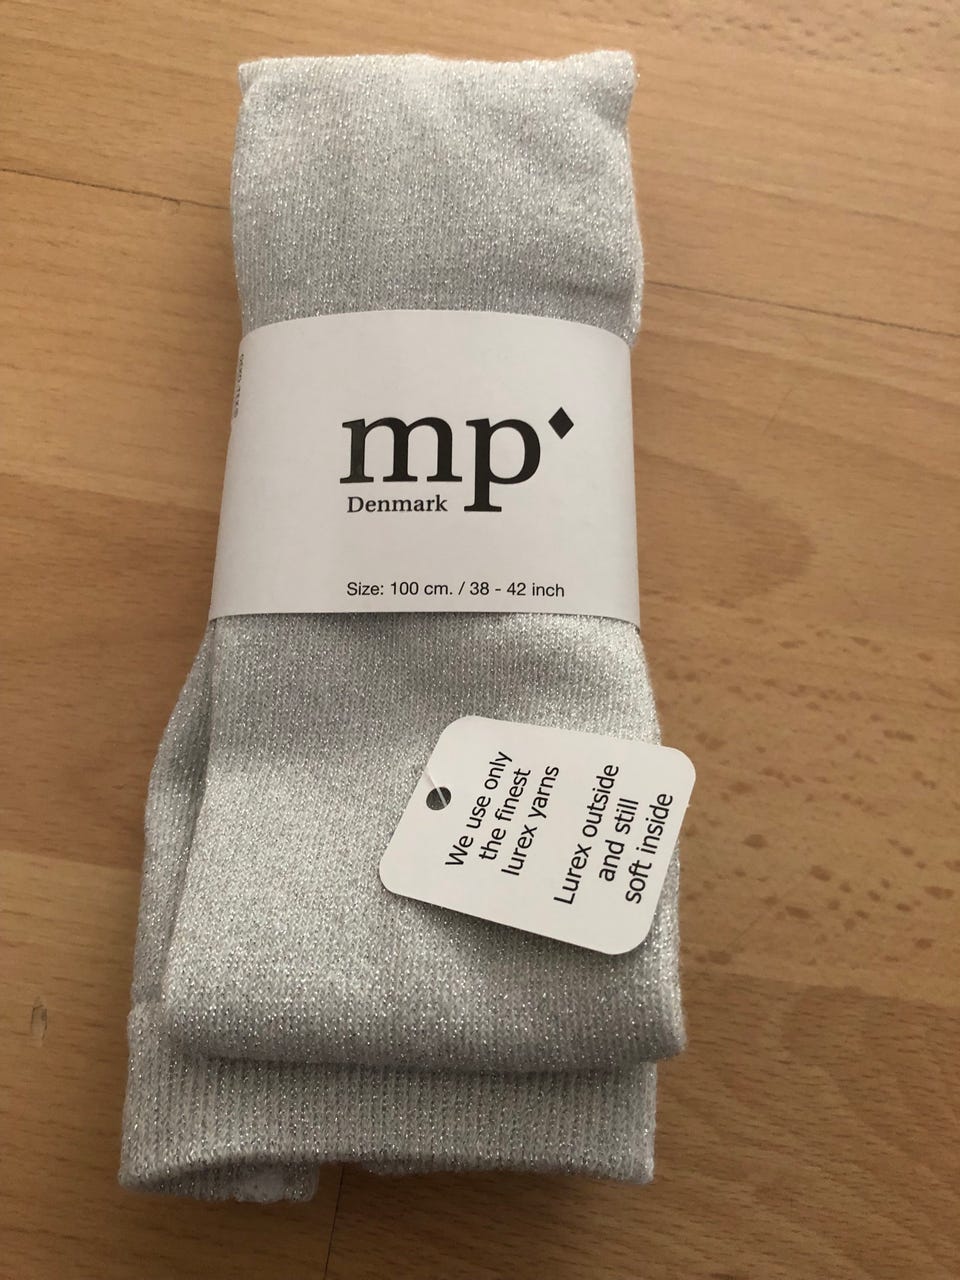 mp
Denmark
Size: 100 cm. / 38 - 42 inch
We use only
the finest
lurex yarns
Lurex outside
and still
soft inside